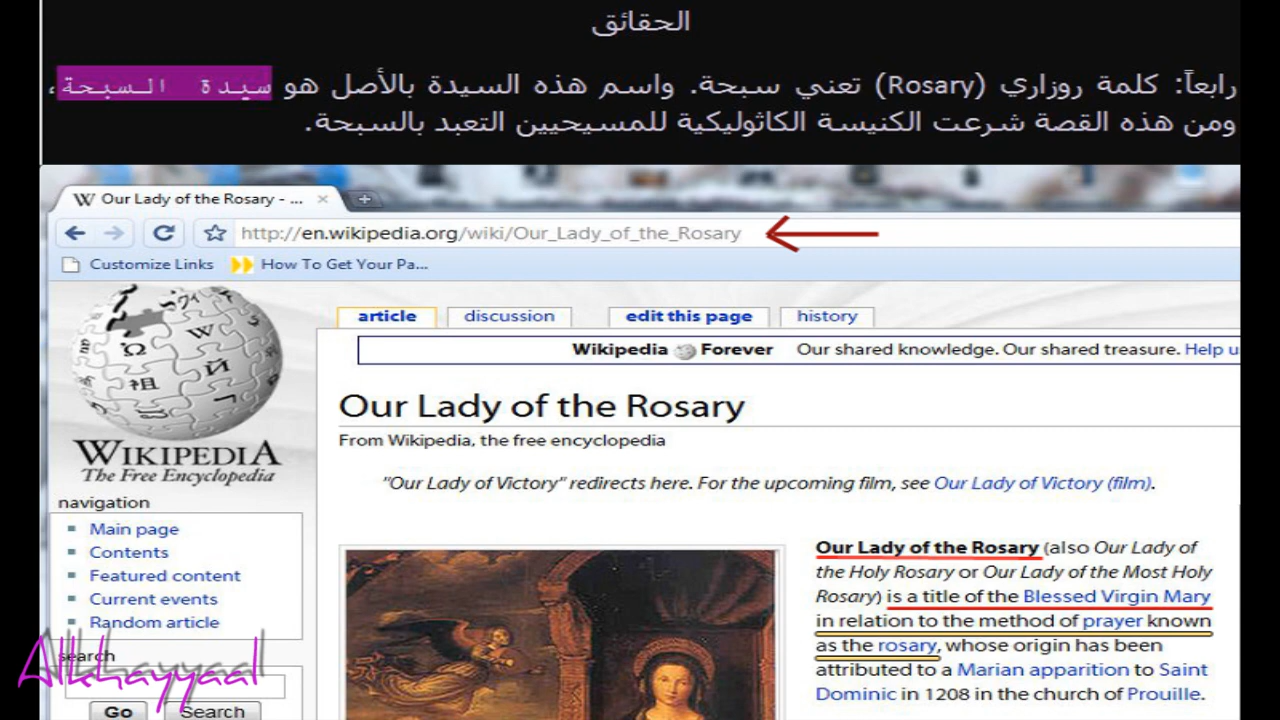 الحقائق
رابعاً: كلمة روزاري (Rosary) تعني سبحة. واسم هذه السيدة بالأصل هو سيدة السبحة،
ومن هذه القصة شرعت الكنيسة الكاثوليكية للمسيحيين التعبد بالسبحة.
W Our Lady of the Rosary - ...
http://en.wikipedia.org/wiki/Our_Lady_of_the_Rosary
Customize Links How To Get Your Pa...
article discussion edit this page history
Wikipedia Forever Our shared knowledge. Our shared treasure. Help u
Our Lady of the Rosary
From Wikipedia, the free encyclopedia
"Our Lady of Victory" redirects here. For the upcoming film, see Our Lady of Victory (film).
WIKIPEDIA
The Free Encyclopedia
navigation
Main page
Contents
Featured content
Current events
Random article
search
Go Search
Alkhayyaal
Our Lady of the Rosary (also Our Lady of
the Holy Rosary or Our Lady of the Most Holy
Rosary) is a title of the Blessed Virgin Mary
in relation to the method of prayer known
as the rosary, whose origin has been
attributed to a Marian apparition to Saint
Dominic in 1208 in the church of Prouille.